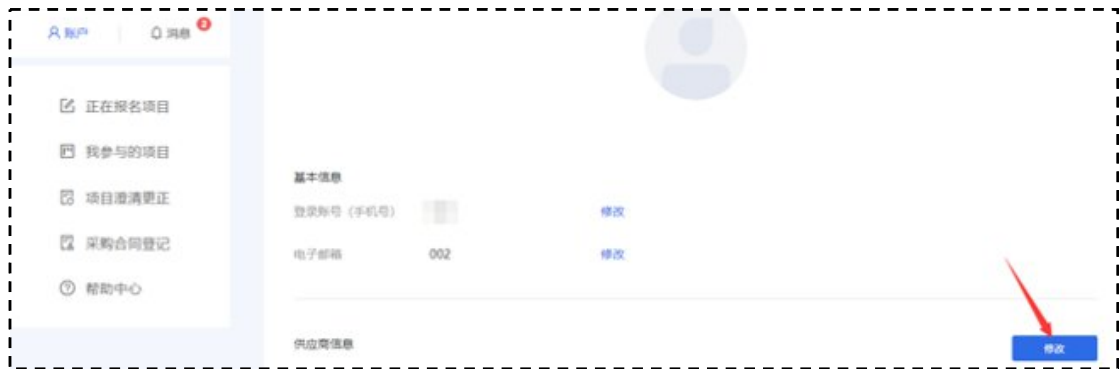 账户
消息 2
正在报名项目
我参与的项目
项目澄清更正
采购合同登记
帮助中心
基本信息
登录账号（手机号） 修改
电子邮箱 002 修改
供应商信息 修改